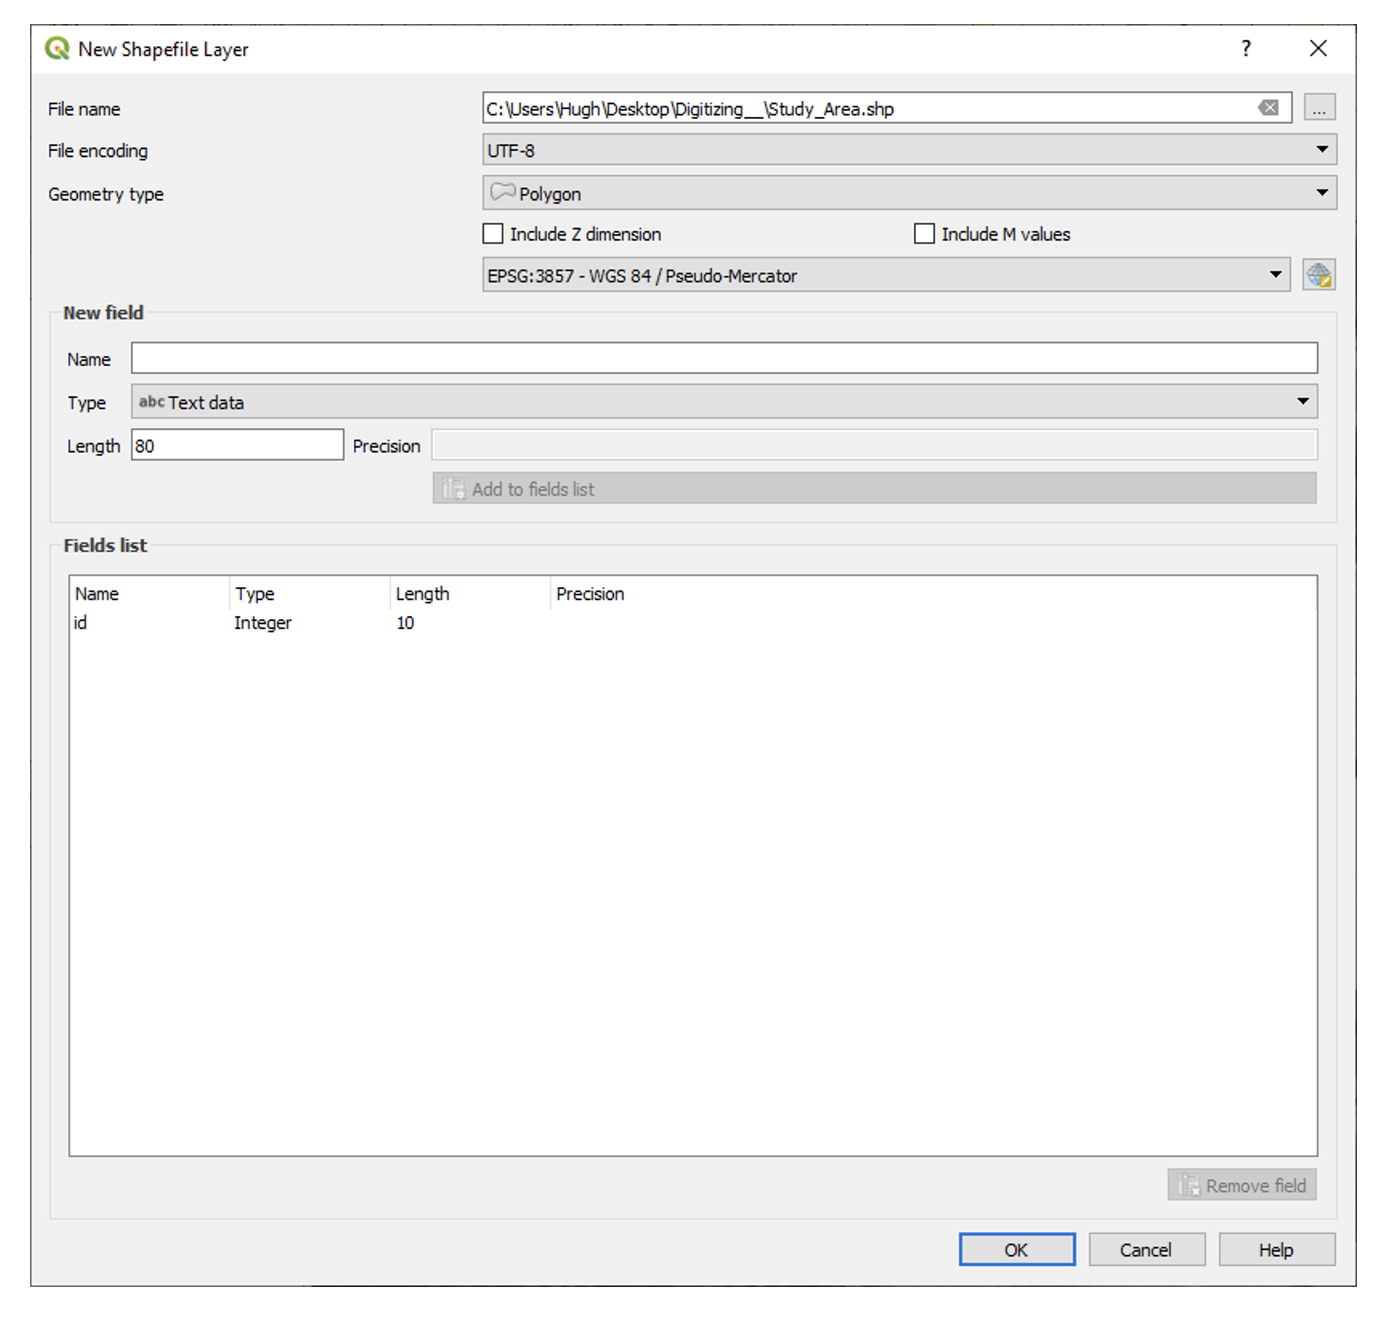 New Shapefile Layer ?
File name C:\Users\Hugh\Desktop\Digitizing__\Study_Area.shp ...
File encoding UTF-8
Geometry type Polygon
Include Z dimension Include M values
EPSG:3857 - WGS 84 / Pseudo-Mercator
New field
Name
Type abc Text data
Length 80 Precision
Add to fields list
Fields list
Name Type Length Precision
id Integer 10
Remove field
OK Cancel Help